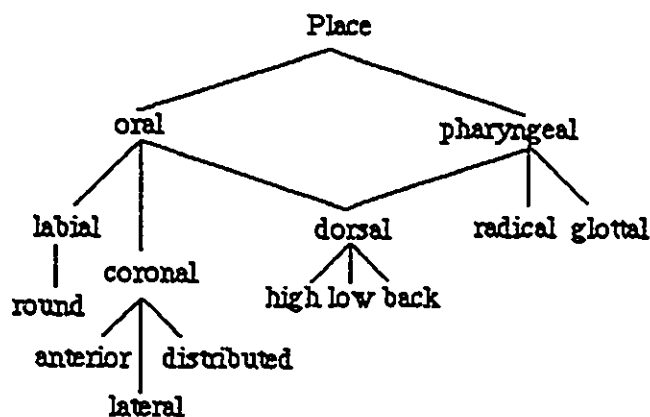 Place
oral pharyngeal
labial dorsal radical glottal
coronal
round high low back
anterior distributed
lateral